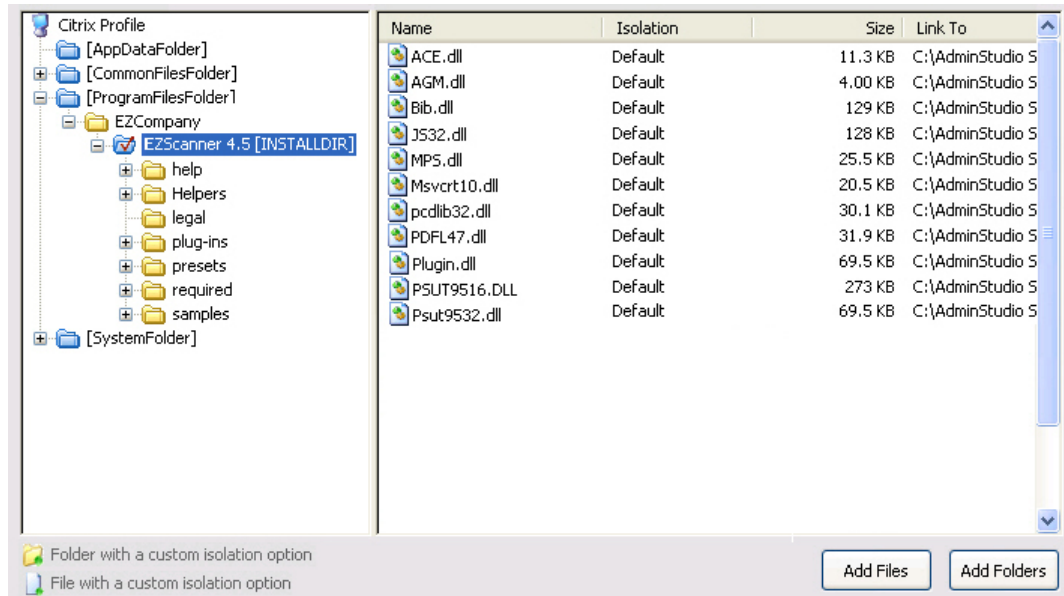 Citrix Profile
[AppDataFolder]
[CommonFilesFolder]
[ProgramFilesFolder]
EZCompany
EZScanner 4.5 [INSTALLDIR]
help
Helpers
legal
plug-ins
presets
required
samples
[SystemFolder]
Name Isolation Size Link To
ACE.dll Default 11.3 KB C:\AdminStudio S
AGM.dll Default 4.00 KB C:\AdminStudio S
Bib.dll Default 129 KB C:\AdminStudio S
JS32.dll Default 128 KB C:\AdminStudio S
MPS.dll Default 25.5 KB C:\AdminStudio S
Msvcrt10.dll Default 20.5 KB C:\AdminStudio S
pcdlib32.dll Default 30.1 KB C:\AdminStudio S
PDFL47.dll Default 31.9 KB C:\AdminStudio S
Plugin.dll Default 69.5 KB C:\AdminStudio S
PSUT9516.DLL Default 273 KB C:\AdminStudio S
Psut9532.dll Default 69.5 KB C:\AdminStudio S
Folder with a custom isolation option
File with a custom isolation option
Add Files Add Folders